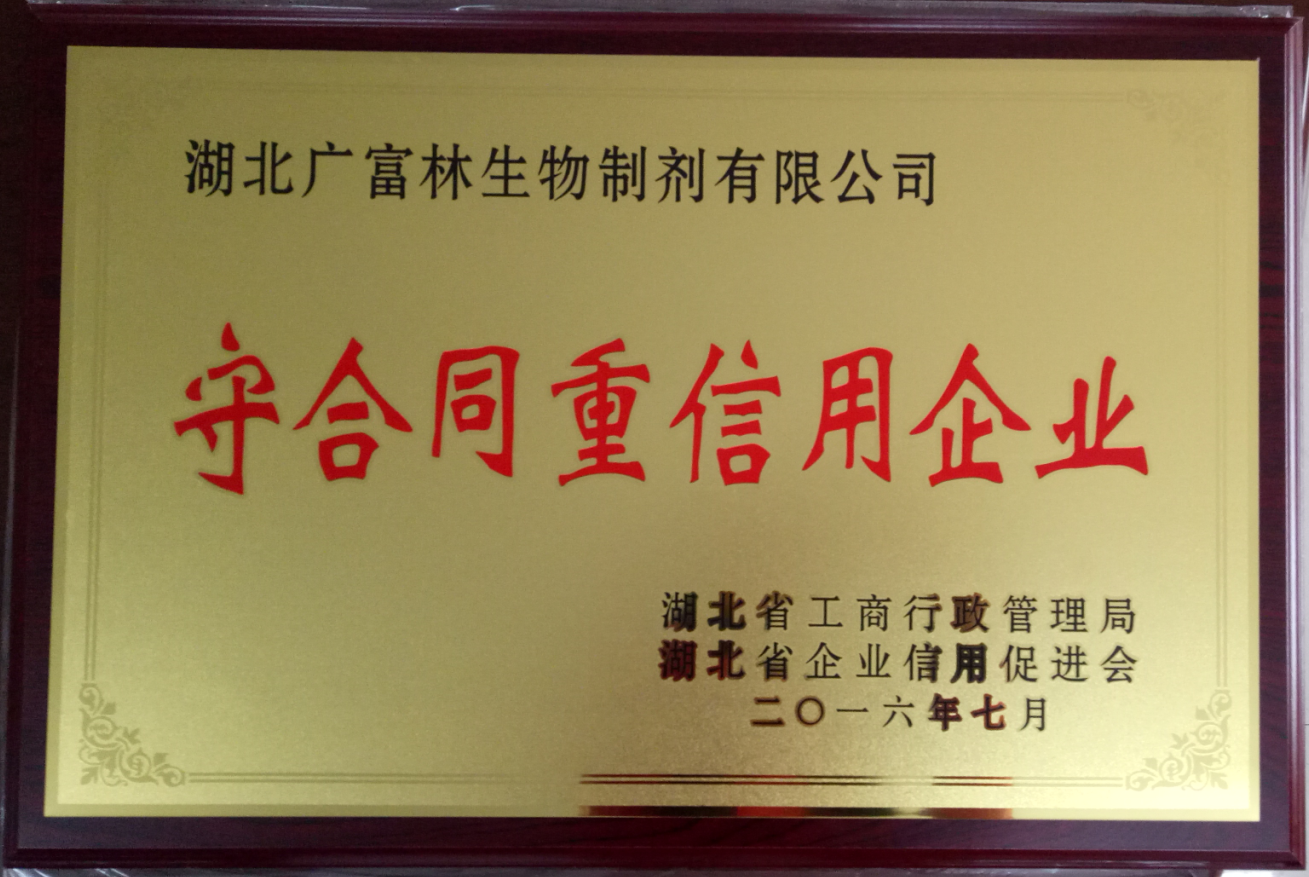 湖北广富林生物制剂有限公司
守合同重信用企业
湖北省工商行政管理局
湖北省企业信用促进会
二〇一六年七月